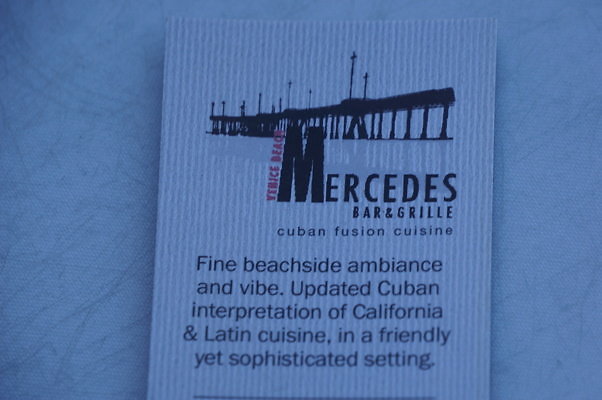 VENICE BEACH
MERCEDES
BAR&GRILLE
cuban fusion cuisine
Fine beachside ambiance
and vibe. Updated Cuban
interpretation of California
& Latin cuisine, in a friendly
yet sophisticated setting.